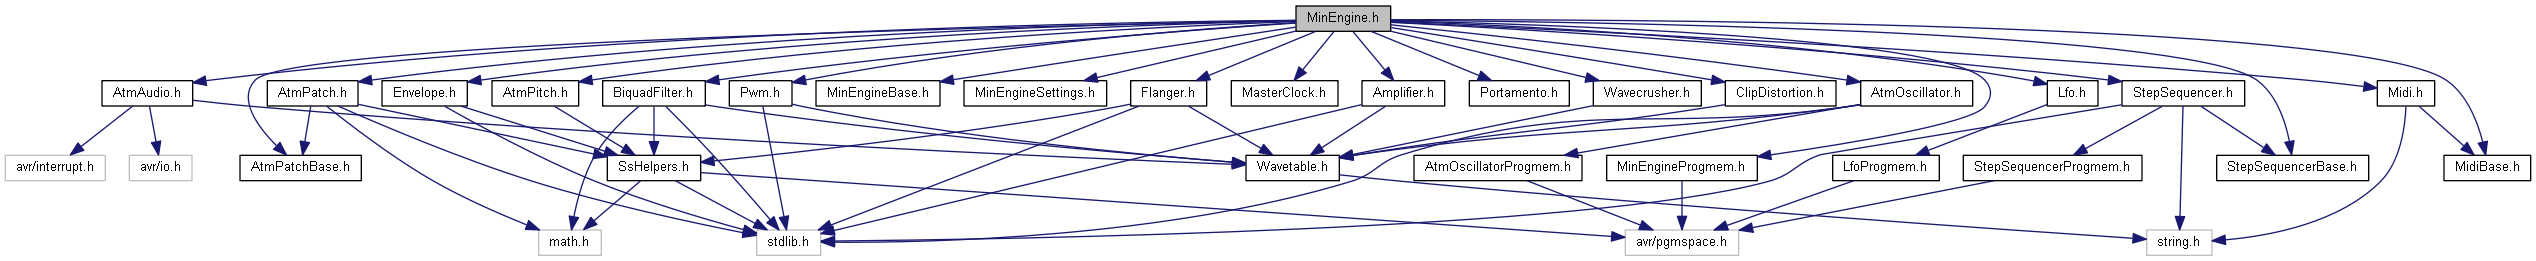 MinEngine.h
AtmAudio.h
AtmPatch.h
Envelope.h
AtmPitch.h
BiquadFilter.h
Pwm.h
MinEngineBase.h
MinEngineSettings.h
Flanger.h
MasterClock.h
Amplifier.h
Portamento.h
Wavecrusher.h
ClipDistortion.h
AtmOscillator.h
Lfo.h
StepSequencer.h
Midi.h
avr/interrupt.h
avr/io.h
AtmPatchBase.h
SsHelpers.h
Wavetable.h
AtmOscillatorProgmem.h
MinEngineProgmem.h
LfoProgmem.h
StepSequencerProgmem.h
StepSequencerBase.h
MidiBase.h
math.h
stdlib.h
avr/pgmspace.h
string.h